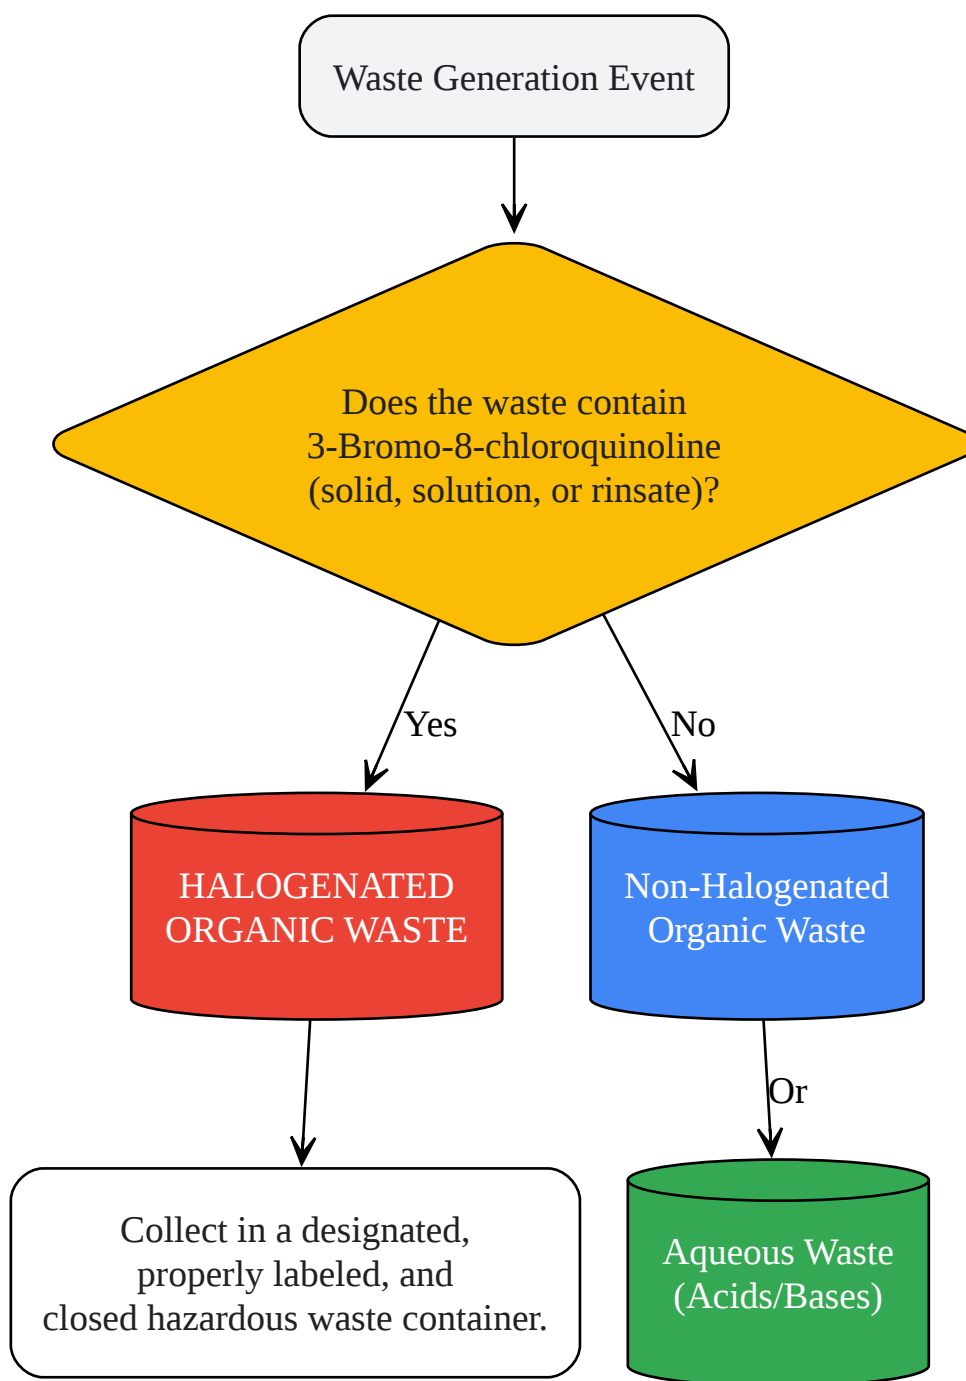 Waste Generation Event
Does the waste contain
3-Bromo-8-chloroquinoline
(solid, solution, or rinsate)?
Yes
No
HALOGENATED
ORGANIC WASTE
Non-Halogenated
Organic Waste
Or
Collect in a designated,
properly labeled, and
closed hazardous waste container.
Aqueous Waste
(Acids/Bases)